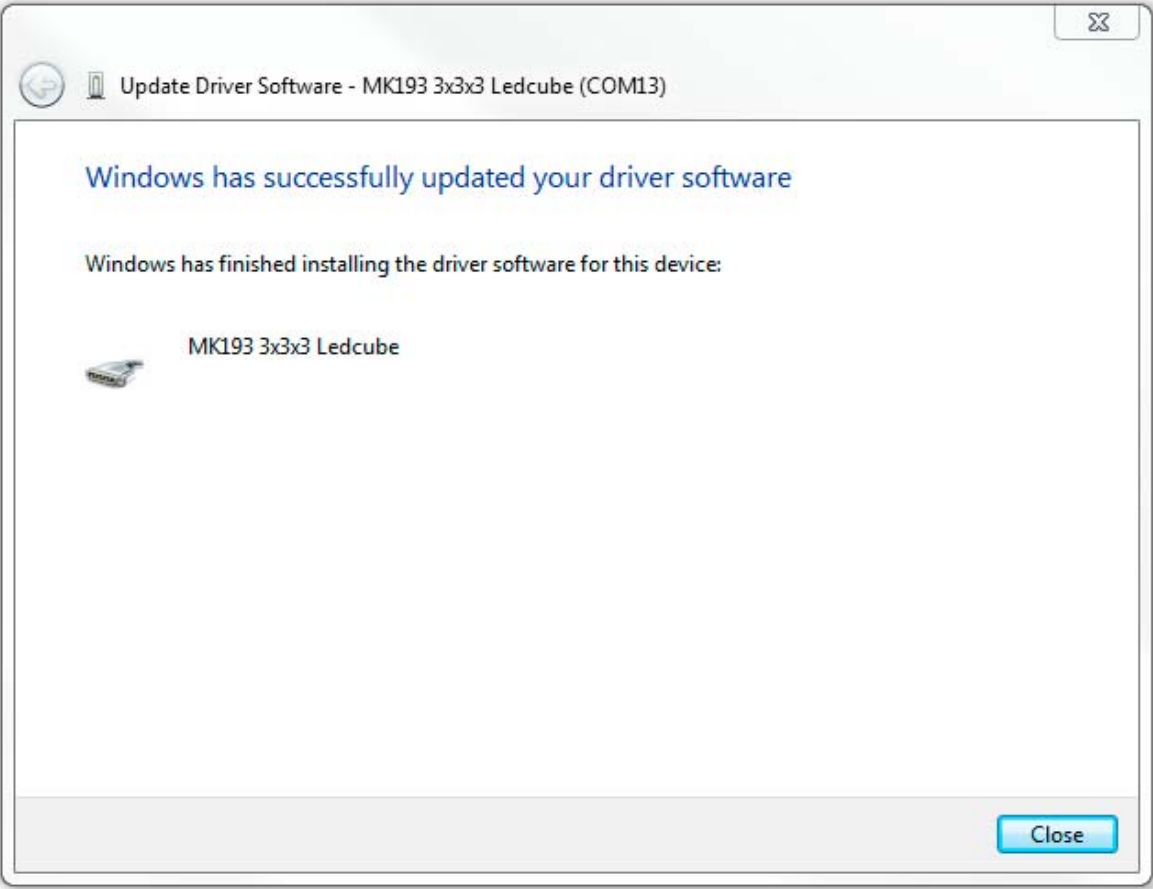 Update Driver Software - MK193 3x3x3 Ledcube (COM13)
Windows has successfully updated your driver software
Windows has finished installing the driver software for this device:
MK193 3x3x3 Ledcube
Close